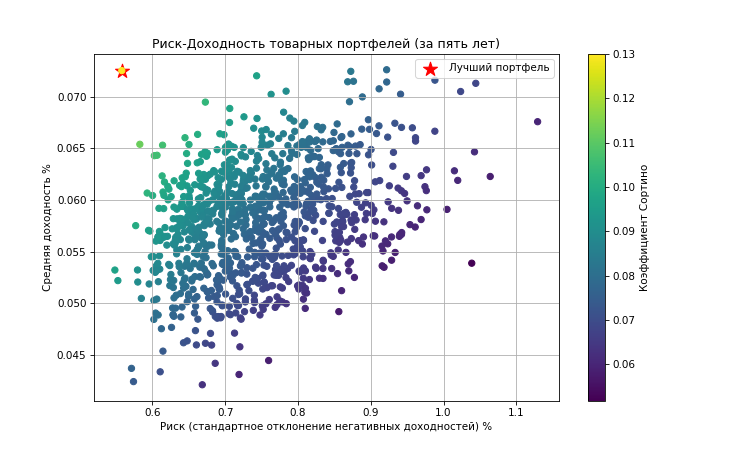 Риск-Доходность товарных портфелей (за пять лет)
Лучший портфель
Средняя доходность %
0.070
0.065
0.060
0.055
0.050
0.045
0.6 0.7 0.8 0.9 1.0 1.1
Риск (стандартное отклонение негативных доходностей) %
0.13
0.12
0.11
0.10
0.09
0.08
0.07
0.06
Коэффициент Сортино